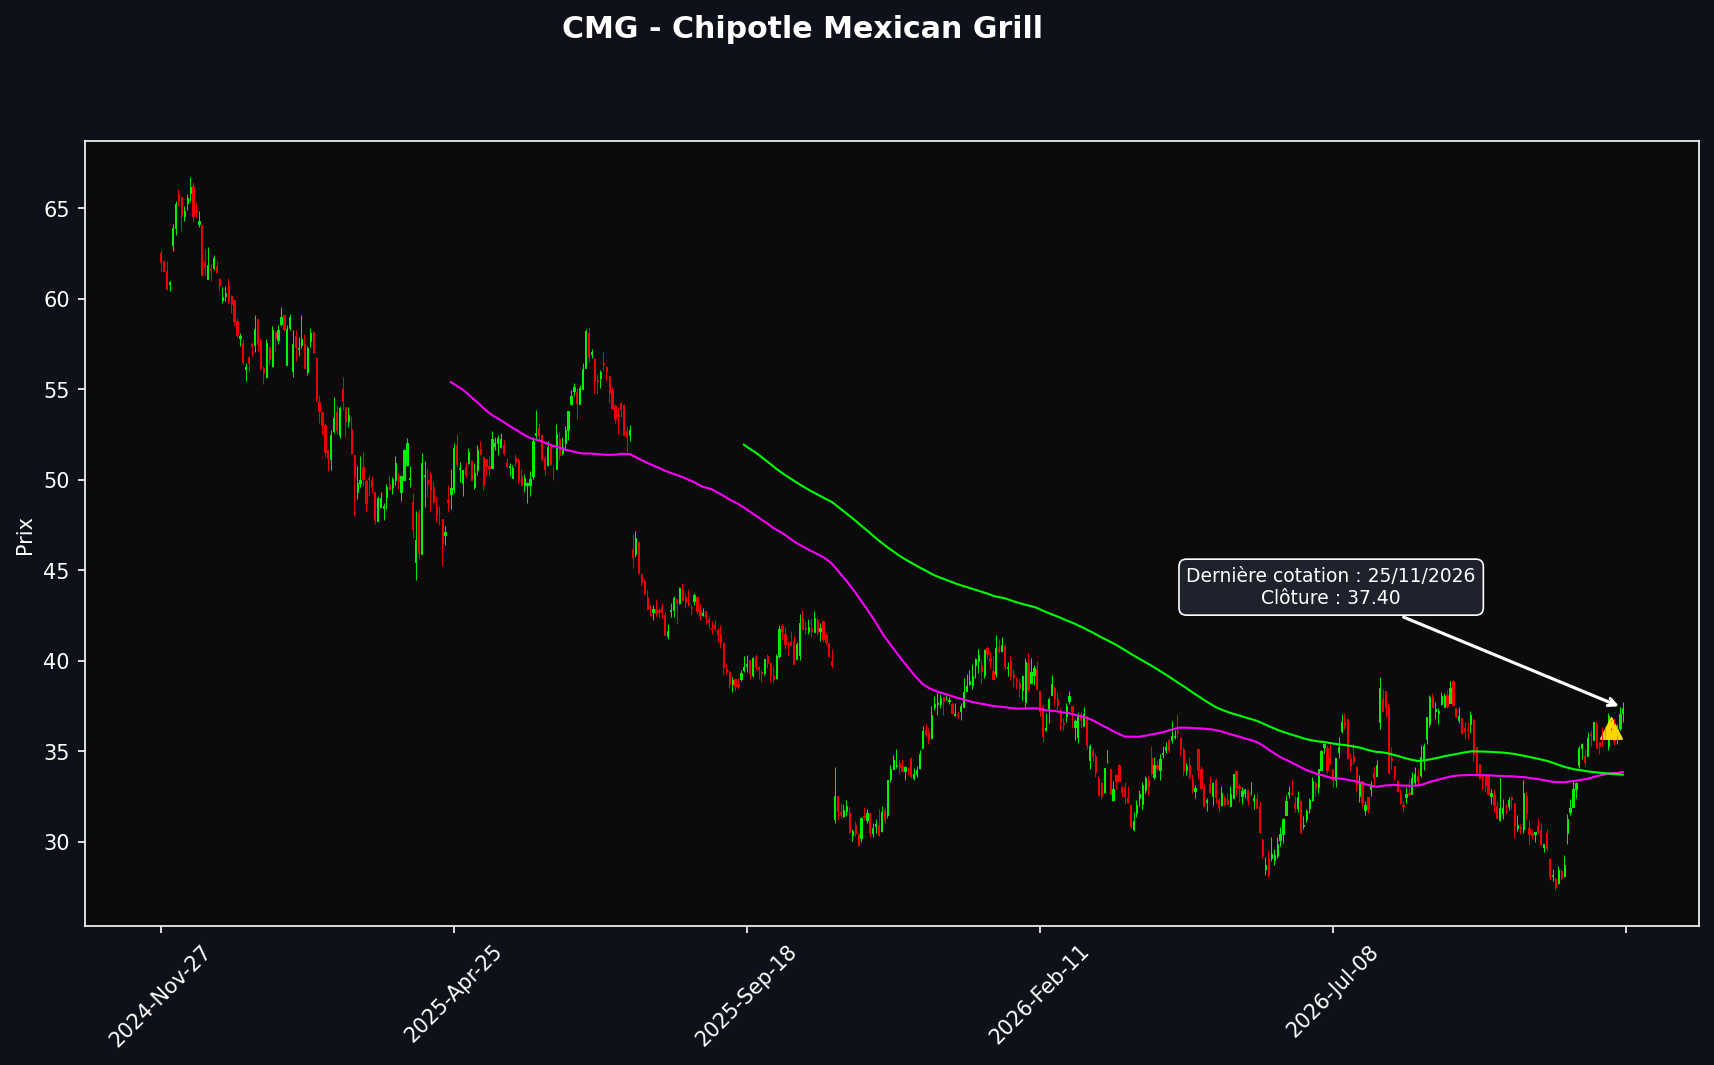 CMG - Chipotle Mexican Grill
Prix
65
60
55
50
45
40
35
30
Dernière cotation : 25/11/2026
Clôture : 37.40
2024-Nov-27
2025-Apr-25
2025-Sep-18
2026-Feb-11
2026-Jul-08